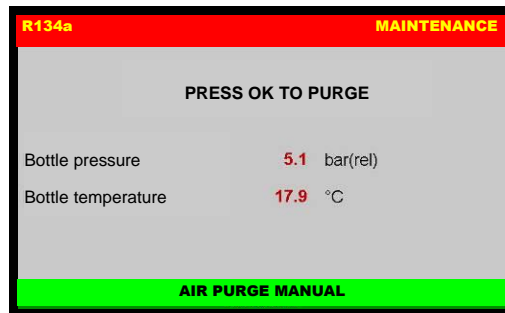 R134a MAINTENANCE
PRESS OK TO PURGE
Bottle pressure 5.1 bar(rel)
Bottle temperature 17.9 °C
AIR PURGE MANUAL